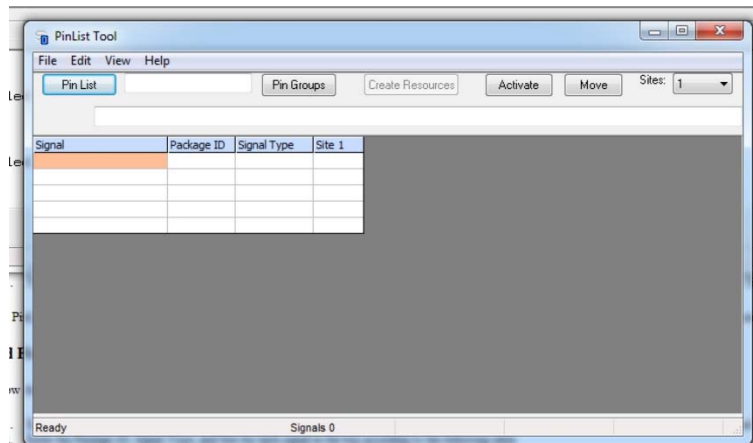 PinList Tool
File Edit View Help
Pin List Pin Groups Create Resources Activate Move Sites: 1
Signal Package ID Signal Type Site 1
Ready Signals 0